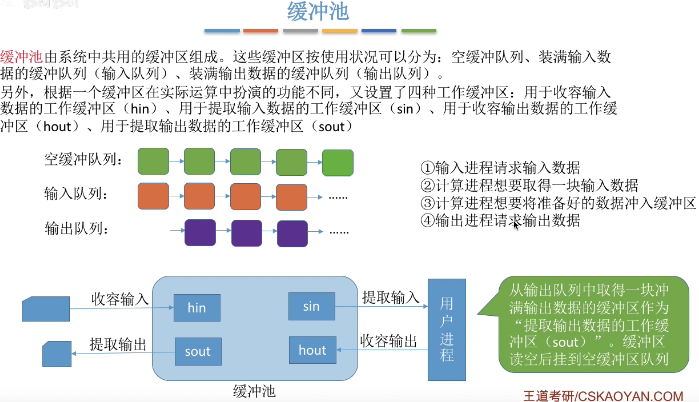 缓冲池
缓冲池由系统中共用的缓冲区组成。这些缓冲区按使用状况可以分为：空缓冲队列、装满输入数
据的缓冲队列（输入队列）、装满输出数据的缓冲队列（输出队列）。
另外，根据一个缓冲区在实际运算中扮演的功能不同，又设置了四种工作缓冲区：用于收容输入
数据的工作缓冲区（hin）、用于提取输入数据的工作缓冲区（sin）、用于收容输出数据的工作缓
冲区（hout）、用于提取输出数据的工作缓冲区（sout）
空缓冲队列：
输入队列：
......
输出队列：
......
①输入进程请求输入数据
②计算进程想要取得一块输入数据
③计算进程想要将准备好的数据冲入缓冲区
④输出进程请求输出数据
收容输入
hin
sin
提取输入
提取输出
sout
hout
收容输出
用户进程
缓冲池
从输出队列中取得一块冲
满输出数据的缓冲区作为
“提取输出数据的工作缓
冲区（sout）”。缓冲区
读空后挂到空缓冲区队列
王道考研/CSKAOYAN.COM